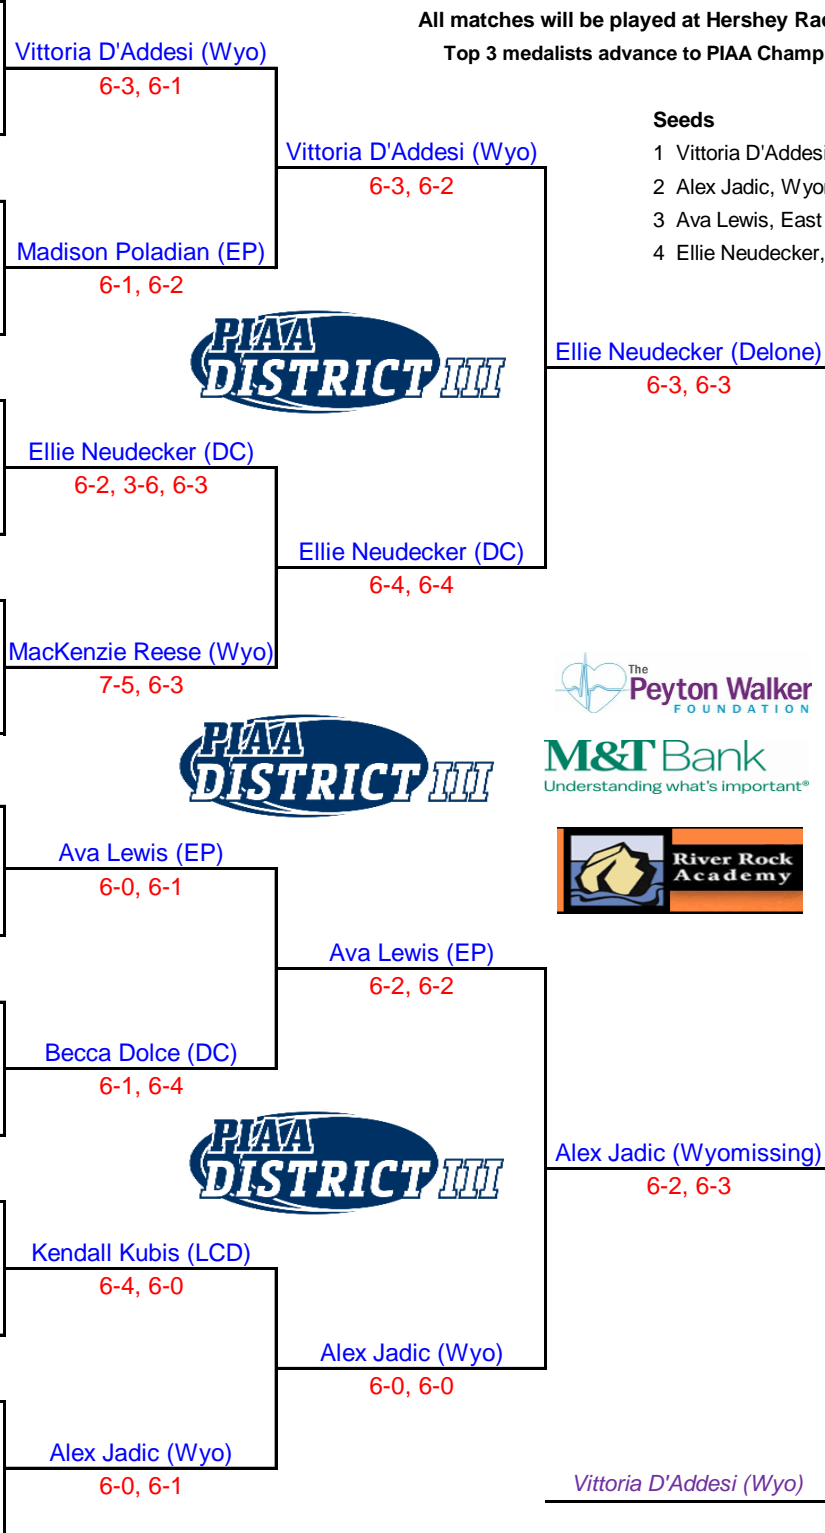 All matches will be played at Hershey
Vittoria D'Addesi (Wyo)
Top 3 medalists advance to PIAA
6-3, 6-1
Seeds
Vittoria D'Addesi (Wyo)
1 Vittoria D'Addesi
6-3, 6-2
2 Alex Jadic,
3 Ava Lewis, East
Madison Poladian (EP)
4 Ellie Neudecker,
6-1, 6-2
PIAA
DISTRICT III
Ellie Neudecker (Delone)
6-3, 6-3
Ellie Neudecker (DC)
6-2, 3-6, 6-3
Ellie Neudecker (DC)
6-4, 6-4
MacKenzie Reese (Wyo)
7-5, 6-3
The
Peyton Walker
FOUNDATION
PIAA
DISTRICT III
M&T Bank
Understanding what's important®
Ava Lewis (EP)
6-0, 6-1
River Rock
Academy
Ava Lewis (EP)
6-2, 6-2
Becca Dolce (DC)
6-1, 6-4
PIAA
DISTRICT III
Alex Jadic (Wyomissing)
6-2, 6-3
Kendall Kubis (LCD)
6-4, 6-0
Alex Jadic (Wyo)
6-0, 6-0
Alex Jadic (Wyo)
6-0, 6-1
Vittoria D'Addesi (Wyo)